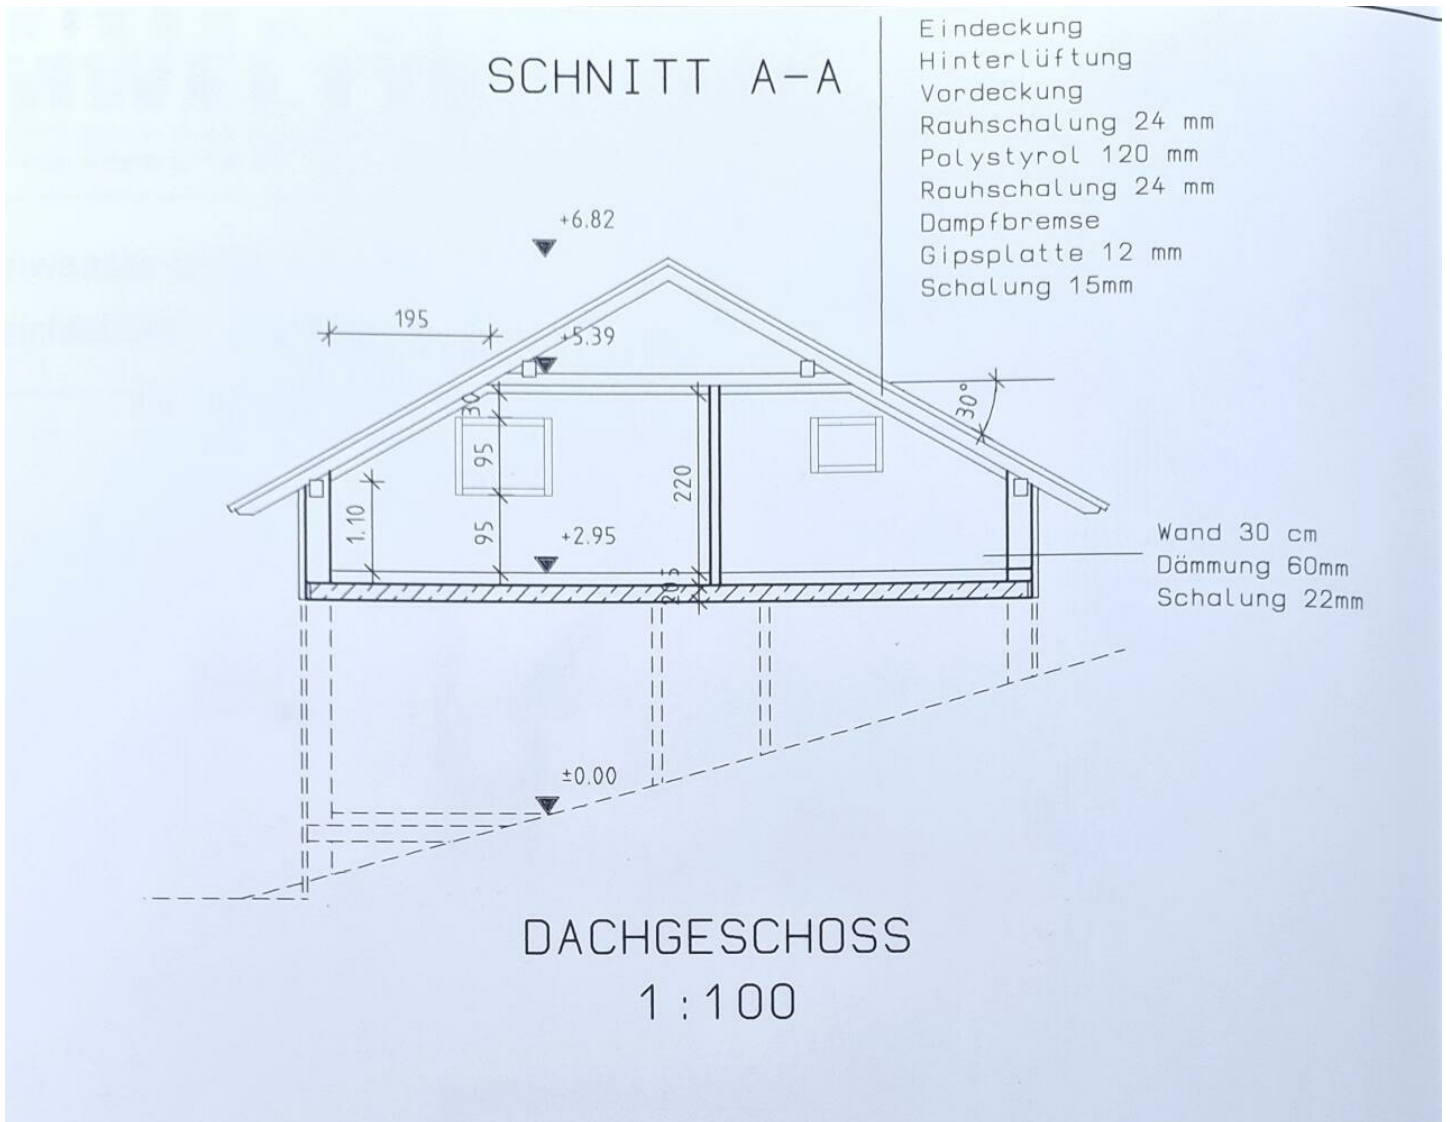 SCHNITT A-A
Eindeckung
Hinterlüftung
Vordeckung
Rauhschalung 24 mm
Polystyrol 120 mm
Rauhschalung 24 mm
Dampfbremse
Gipsplatte 12 mm
Schalung 15mm
+6.82
195
+5.39
30
30°
95
220
1.10
95
+2.95
Wand 30 cm
Dämmung 60mm
Schalung 22mm
±0.00
DACHGESCHOSS
1:100